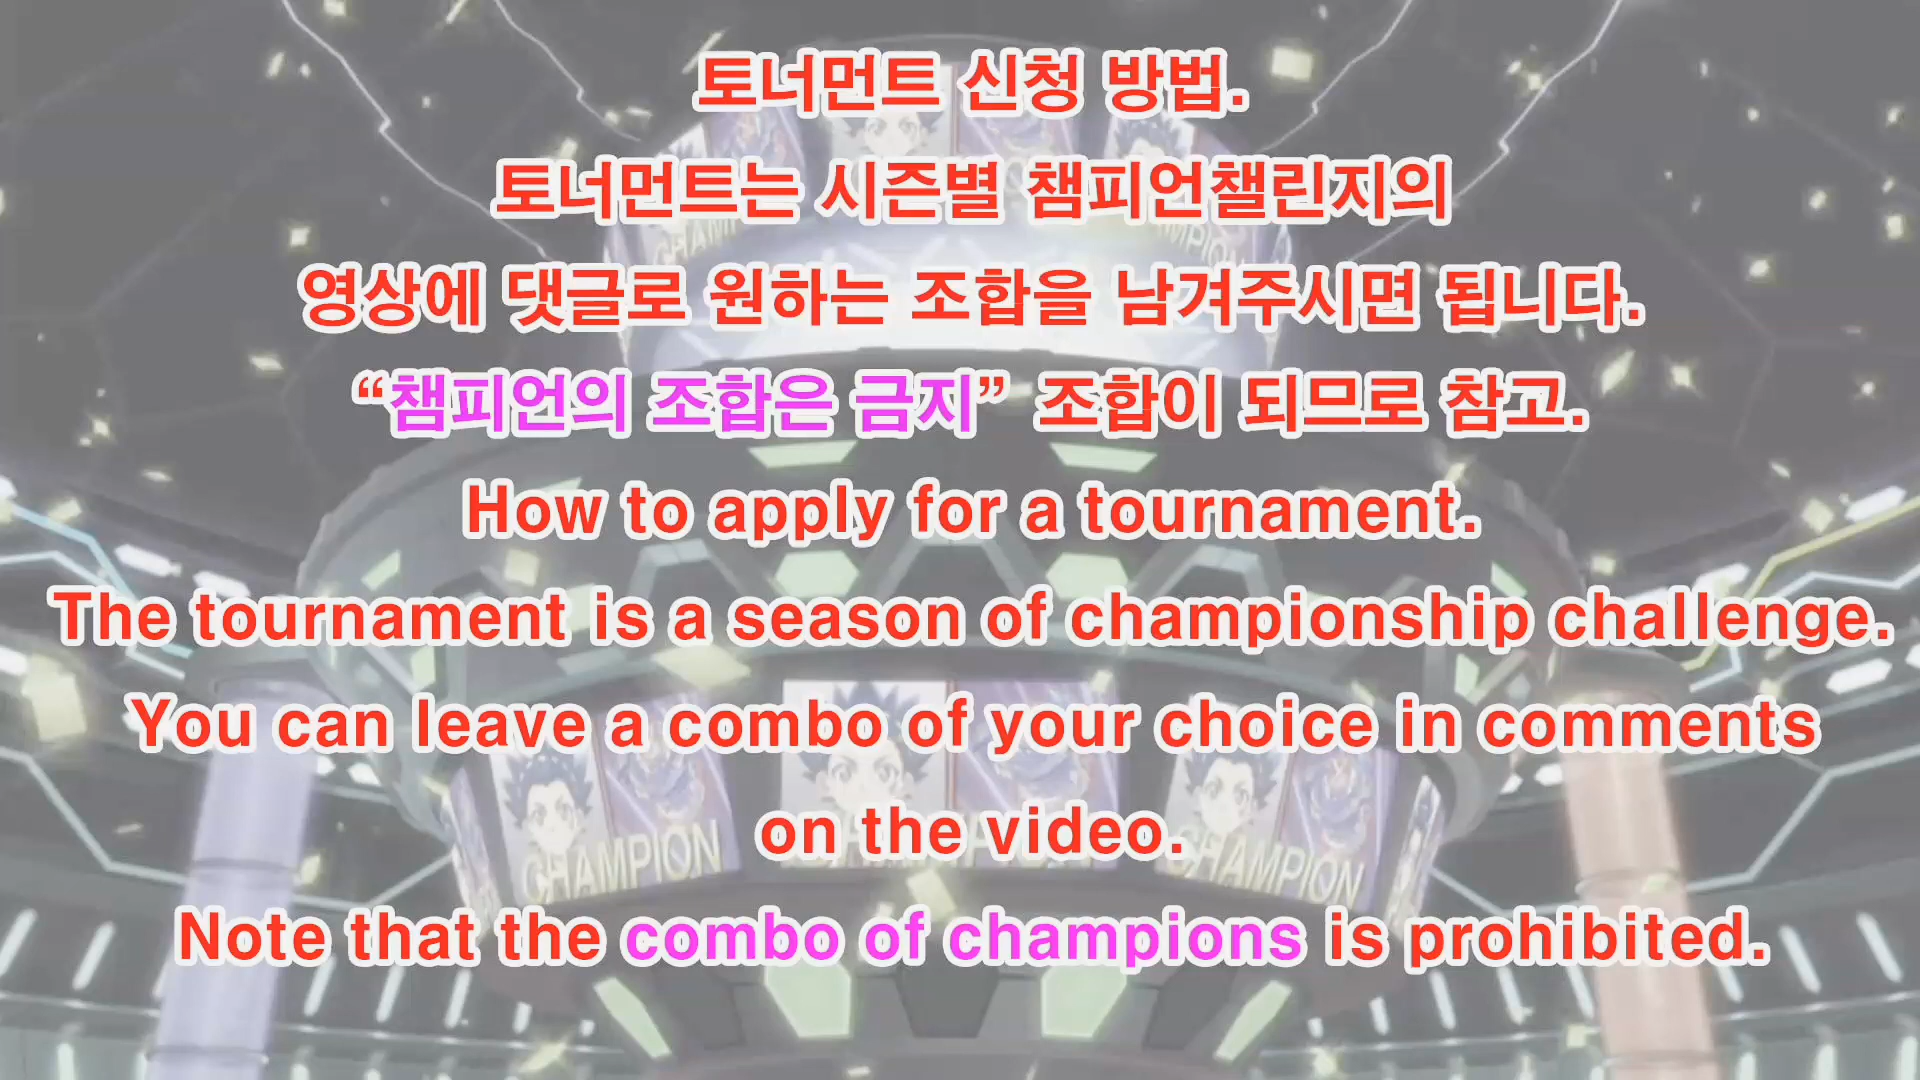 토너먼트 신청 방법.
토너먼트는 시즌별 챔피언챌린지의
영상에 댓글로 원하는 조합을 남겨주시면 됩니다.
“챔피언의 조합은 금지” 조합이 되므로 참고.
How to apply for a tournament.
The tournament is a season of championship challenge.
You can leave a combo of your choice in comments
on the video.
Note that the combo of champions is prohibited.
CHAMPION
CHAMPION